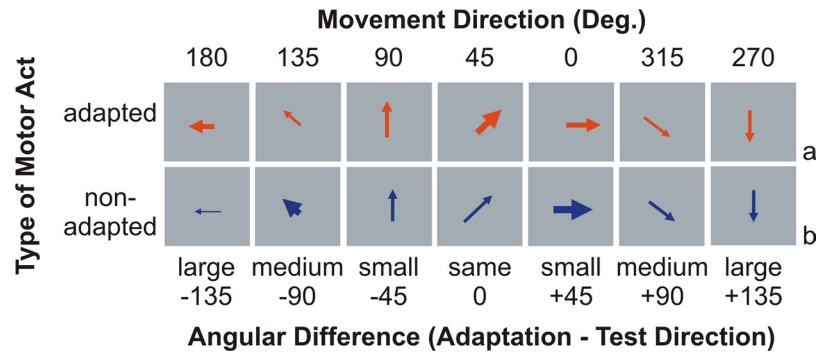 Movement Direction (Deg.)
180 135 90 45 0 315 270
Type of Motor Act
adapted
a
non-
adapted
b
large medium small same small medium large
-135 -90 -45 0 +45 +90 +135
Angular Difference (Adaptation - Test Direction)